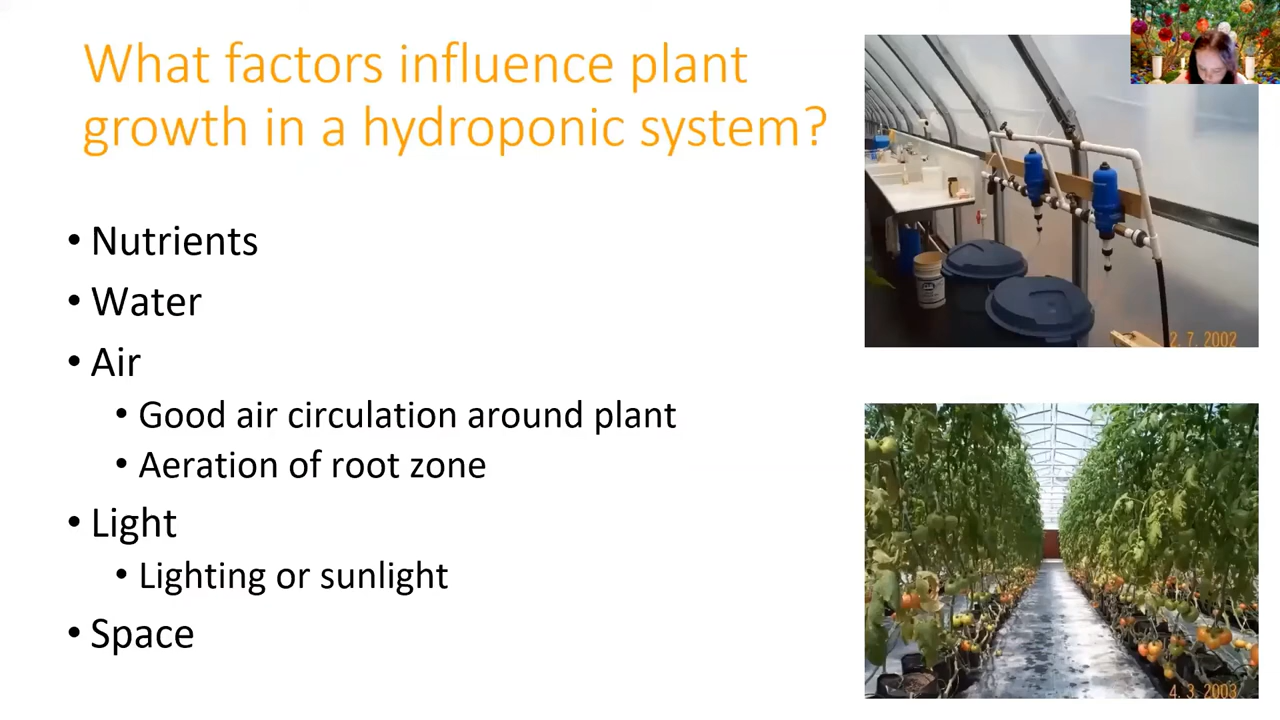 What factors influence plant
growth in a hydroponic system?
• Nutrients
• Water
• Air
• Good air circulation around plant
• Aeration of root zone
• Light
• Lighting or sunlight
• Space
2. 7. 2002
4. 3. 2003